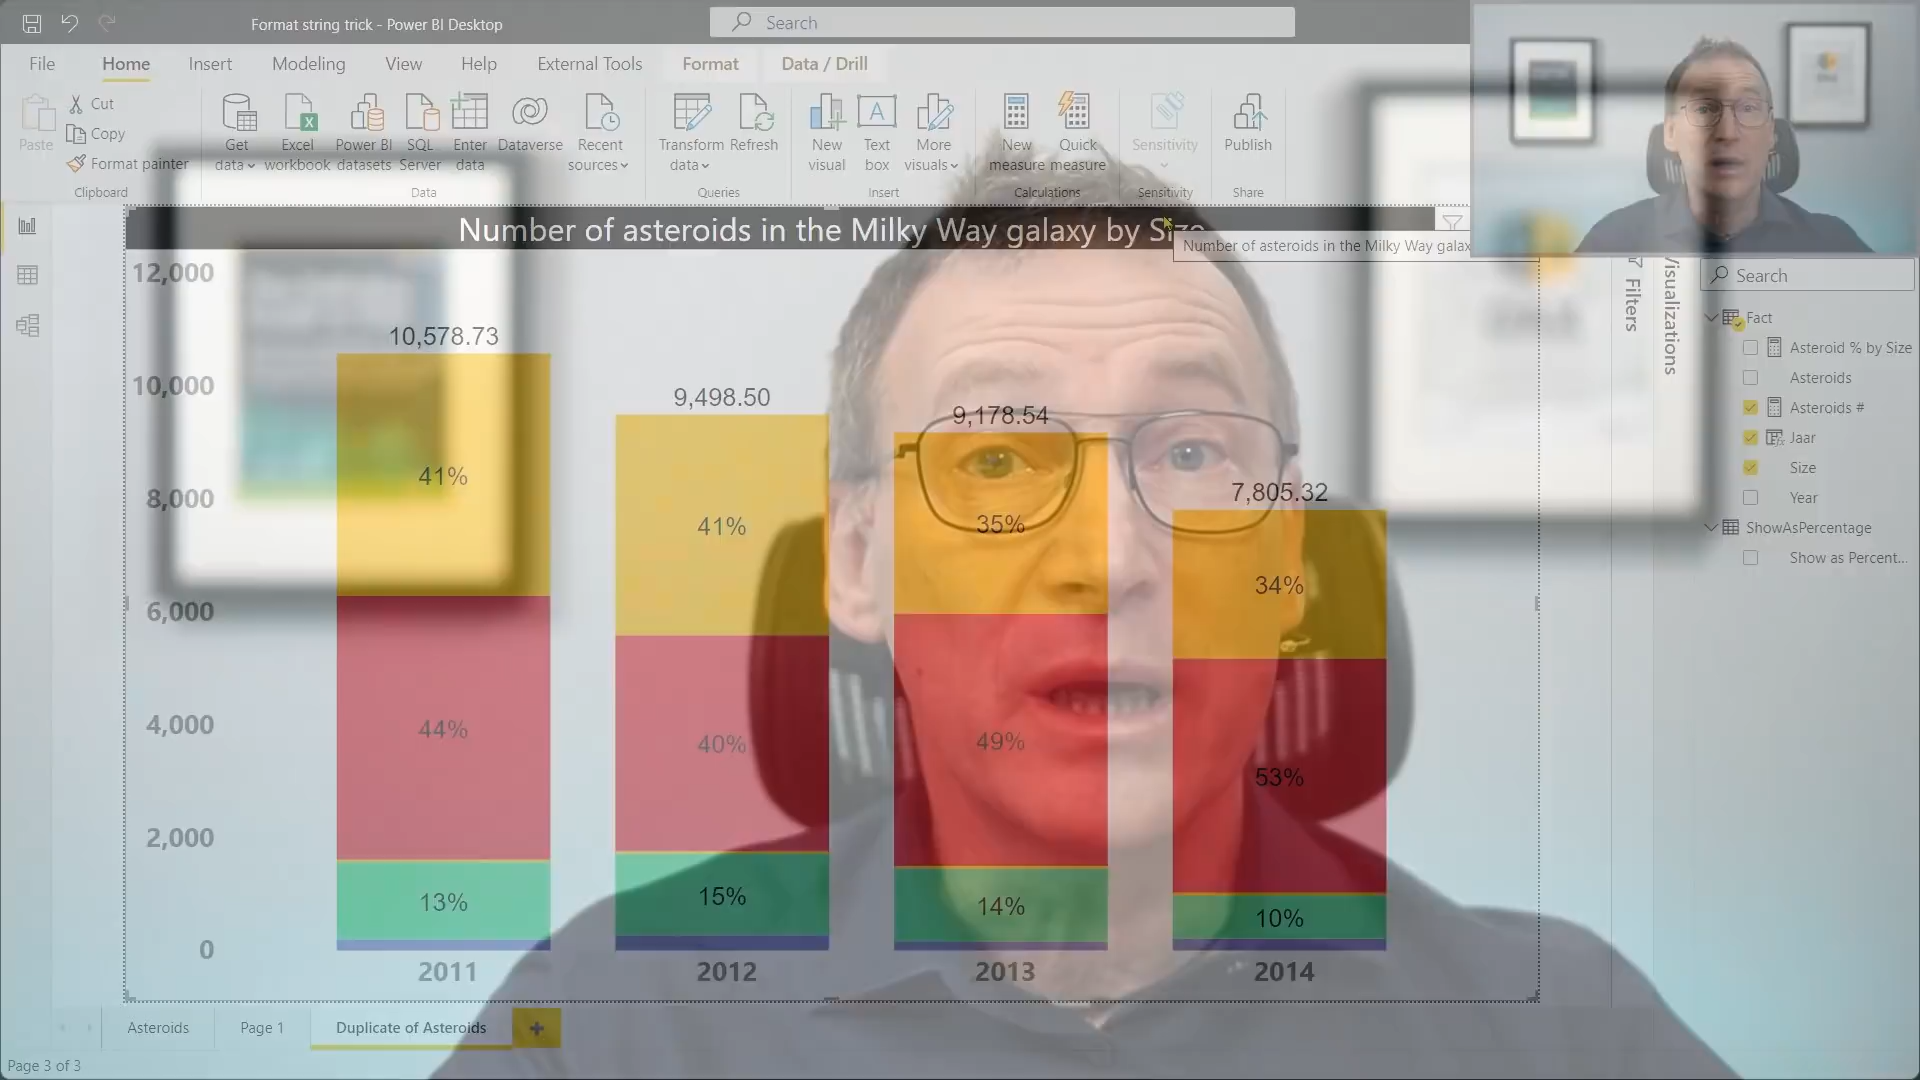 Format string trick - Power BI Desktop
Search
File Home Insert Modeling View Help External Tools Format Data / Drill
Paste
Cut
Copy
Format painter
Clipboard
Get data
Excel workbook
Power BI datasets
SQL Server
Enter data
Dataverse
Recent sources
Data
Transform data
Refresh
Queries
New visual
Text box
More visuals
Insert
New measure
Quick measure
Calculations
Sensitivity
Sensitivity
Publish
Share
Number of asteroids in the Milky Way galaxy by Size
Number of asteroids in the Milky Way galax
12,000
10,000
8,000
6,000
4,000
2,000
0
10,578.73
41%
44%
13%
2011
9,498.50
41%
40%
15%
2012
9,178.54
35%
49%
14%
2013
7,805.32
34%
53%
10%
2014
Filters
Search
Fact
Asteroid % by Size
Asteroids
Asteroids #
Jaar
Size
Year
ShowAsPercentage
Show as Percent...
Asteroids
Page 1
Duplicate of Asteroids
Page 3 of 3